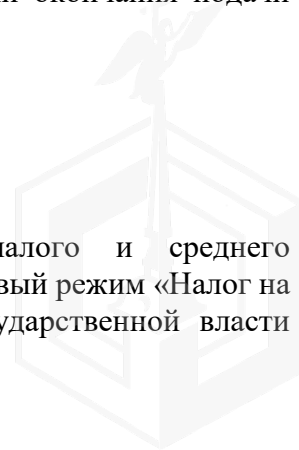 окончания подачи
малого и среднего
вый режим «Налог на
ударственной власти